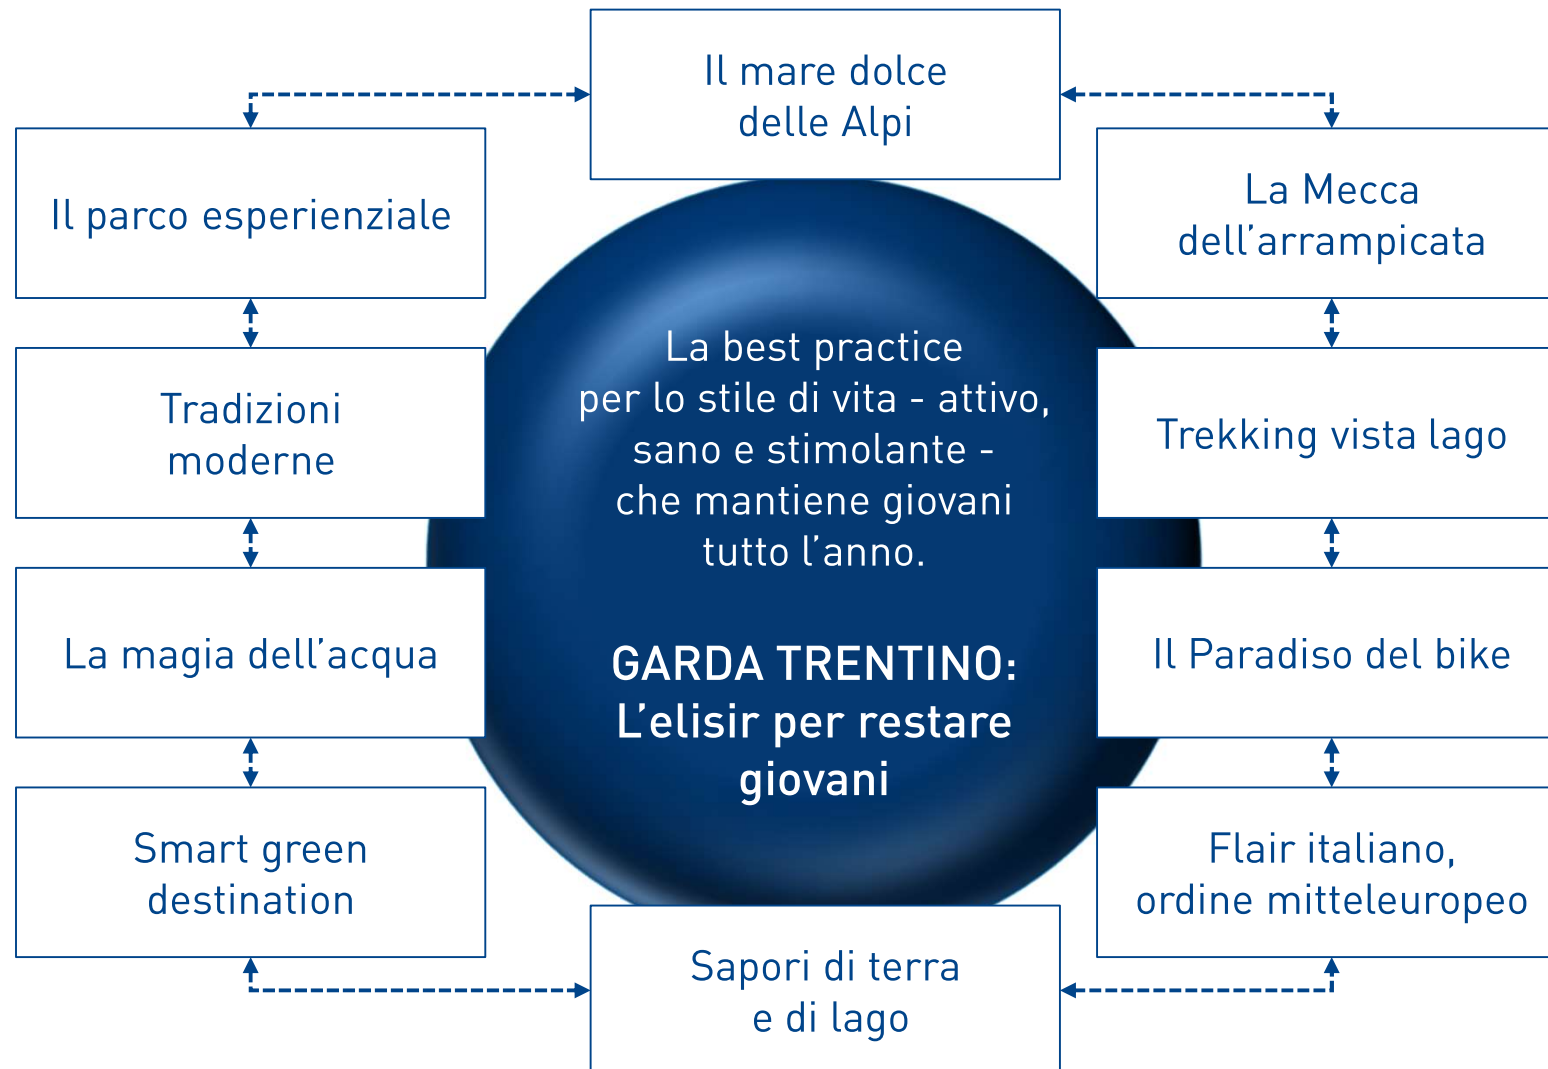 Il mare dolce
delle Alpi
Il parco esperienziale
La Mecca
dell’arrampicata
La best practice
per lo stile di vita - attivo,
sano e stimolante -
che mantiene giovani
tutto l’anno.
Tradizioni
moderne
Trekking vista lago
La magia dell’acqua
Il Paradiso del bike
GARDA TRENTINO:
L’elisir per restare
giovani
Smart green
destination
Flair italiano,
ordine mitteleuropeo
Sapori di terra
e di lago